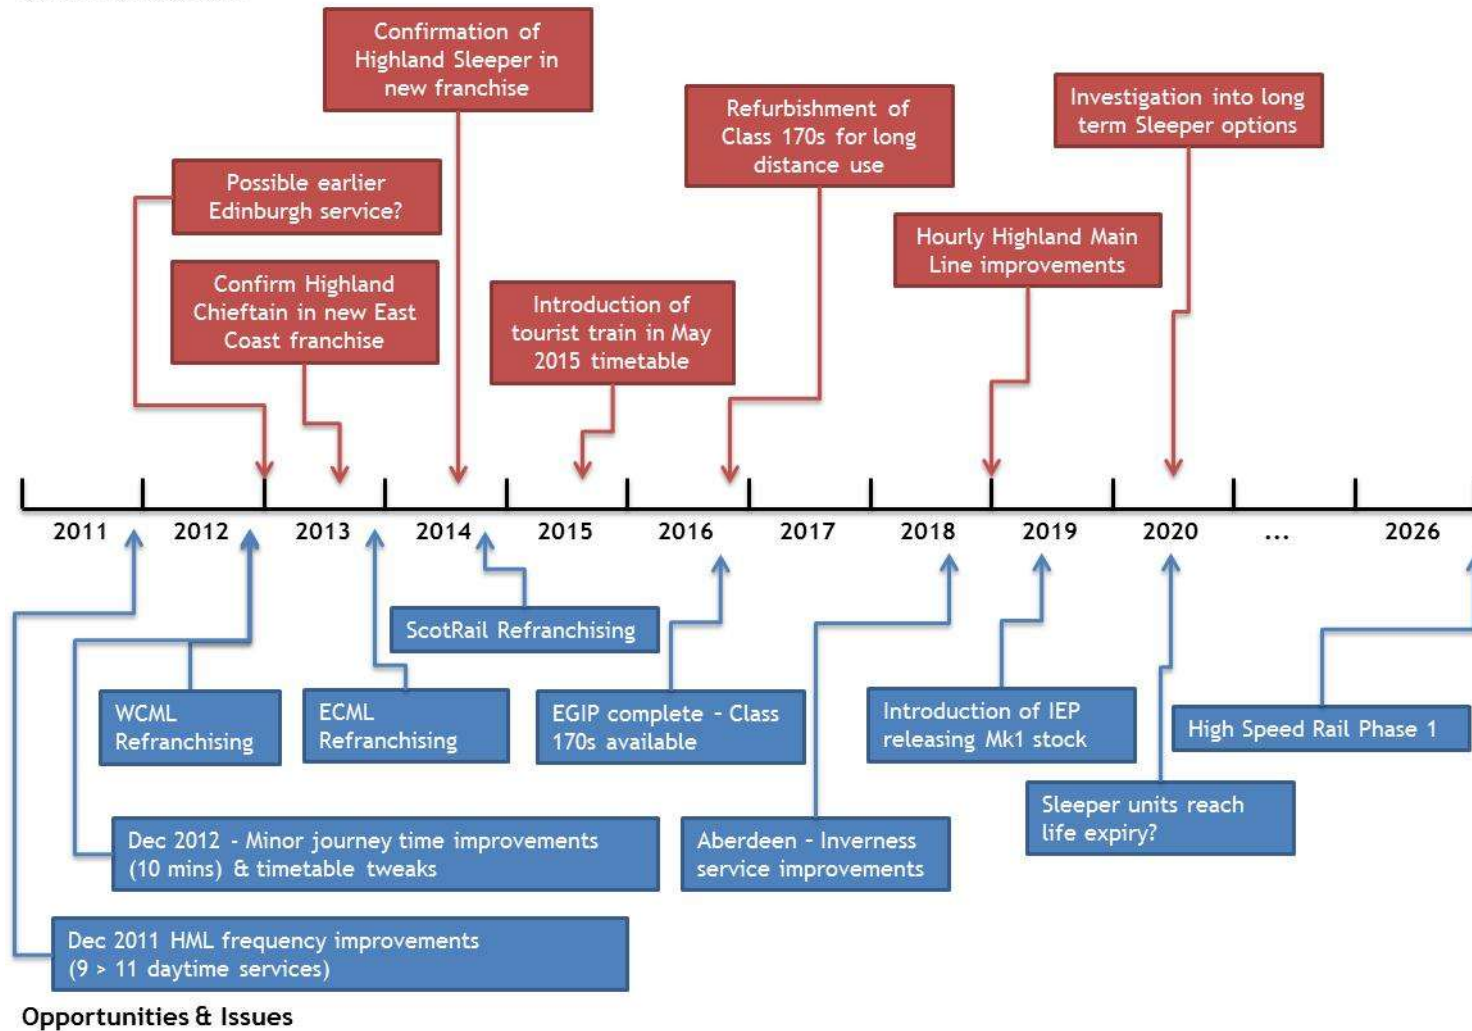 Confirmation of
Highland Sleeper in
new franchise
Refurbishment of
Class 170s for long
distance use
Investigation into long
term Sleeper options
Possible earlier
Edinburgh service?
Hourly Highland Main
Line improvements
Confirm Highland
Chieftain in new East
Coast franchise
Introduction of
tourist train in May
2015 timetable
2011 2012 2013 2014 2015 2016 2017 2018 2019 2020 ... 2026
ScotRail Refranchising
WCML
Refranchising
ECML
Refranchising
EGIP complete – Class
170s available
Introduction of IEP
releasing Mk1 stock
High Speed Rail Phase 1
Sleeper units reach
life expiry?
Dec 2012 - Minor journey time improvements
(10 mins) & timetable tweaks
Aberdeen – Inverness
service improvements
Dec 2011 HML frequency improvements
(9 > 11 daytime services)
Opportunities & Issues